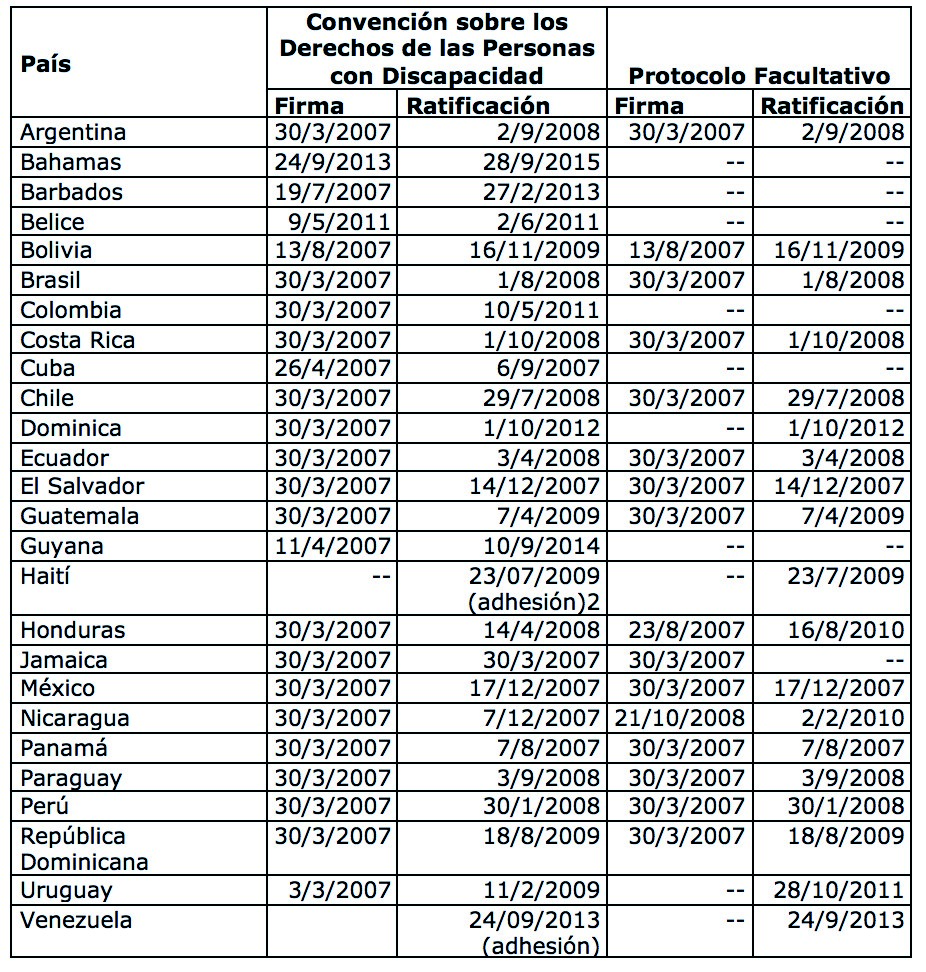 País
Convención sobre los
Derechos de las Personas
con Discapacidad
Protocolo Facultativo
Firma Ratificación Firma Ratificación
Argentina 30/3/2007 2/9/2008 30/3/2007 2/9/2008
Bahamas 24/9/2013 28/9/2015 -- --
Barbados 19/7/2007 27/2/2013 -- --
Belice 9/5/2011 2/6/2011 -- --
Bolivia 13/8/2007 16/11/2009 13/8/2007 16/11/2009
Brasil 30/3/2007 1/8/2008 30/3/2007 1/8/2008
Colombia 30/3/2007 10/5/2011 -- --
Costa Rica 30/3/2007 1/10/2008 30/3/2007 1/10/2008
Cuba 26/4/2007 6/9/2007 -- --
Chile 30/3/2007 29/7/2008 30/3/2007 29/7/2008
Dominica 30/3/2007 1/10/2012 -- 1/10/2012
Ecuador 30/3/2007 3/4/2008 30/3/2007 3/4/2008
El Salvador 30/3/2007 14/12/2007 30/3/2007 14/12/2007
Guatemala 30/3/2007 7/4/2009 30/3/2007 7/4/2009
Guyana 11/4/2007 10/9/2014 -- --
Haití -- 23/07/2009 -- 23/7/2009
(adhesión)2
Honduras 30/3/2007 14/4/2008 23/8/2007 16/8/2010
Jamaica 30/3/2007 30/3/2007 30/3/2007 --
México 30/3/2007 17/12/2007 30/3/2007 17/12/2007
Nicaragua 30/3/2007 7/12/2007 21/10/2008 2/2/2010
Panamá 30/3/2007 7/8/2007 30/3/2007 7/8/2007
Paraguay 30/3/2007 3/9/2008 30/3/2007 3/9/2008
Perú 30/3/2007 30/1/2008 30/3/2007 30/1/2008
República 30/3/2007 18/8/2009 30/3/2007 18/8/2009
Dominicana
Uruguay 3/3/2007 11/2/2009 -- 28/10/2011
Venezuela 24/09/2013 -- 24/9/2013
(adhesión)